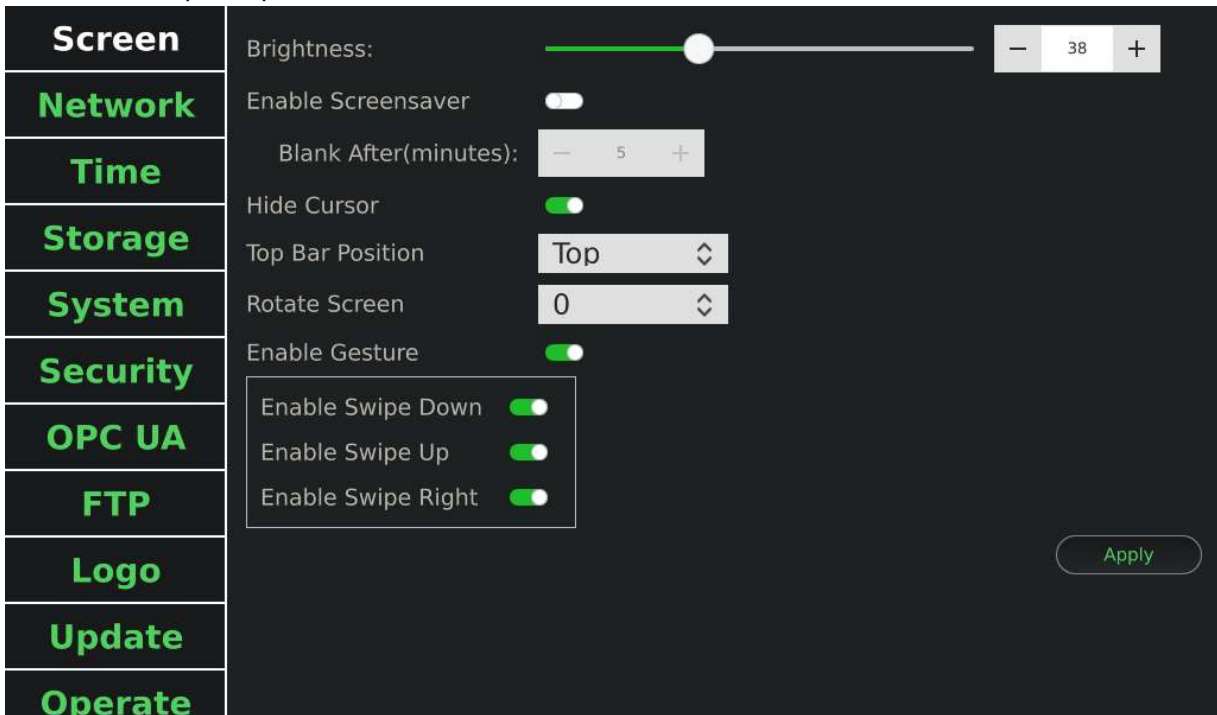 Screen
Network
Time
Storage
System
Security
OPC UA
FTP
Logo
Update
Operate
Brightness:
− 38 +
Enable Screensaver
Blank After(minutes):
− 5 +
Hide Cursor
Top Bar Position
Top
Rotate Screen
0
Enable Gesture
Enable Swipe Down
Enable Swipe Up
Enable Swipe Right
Apply